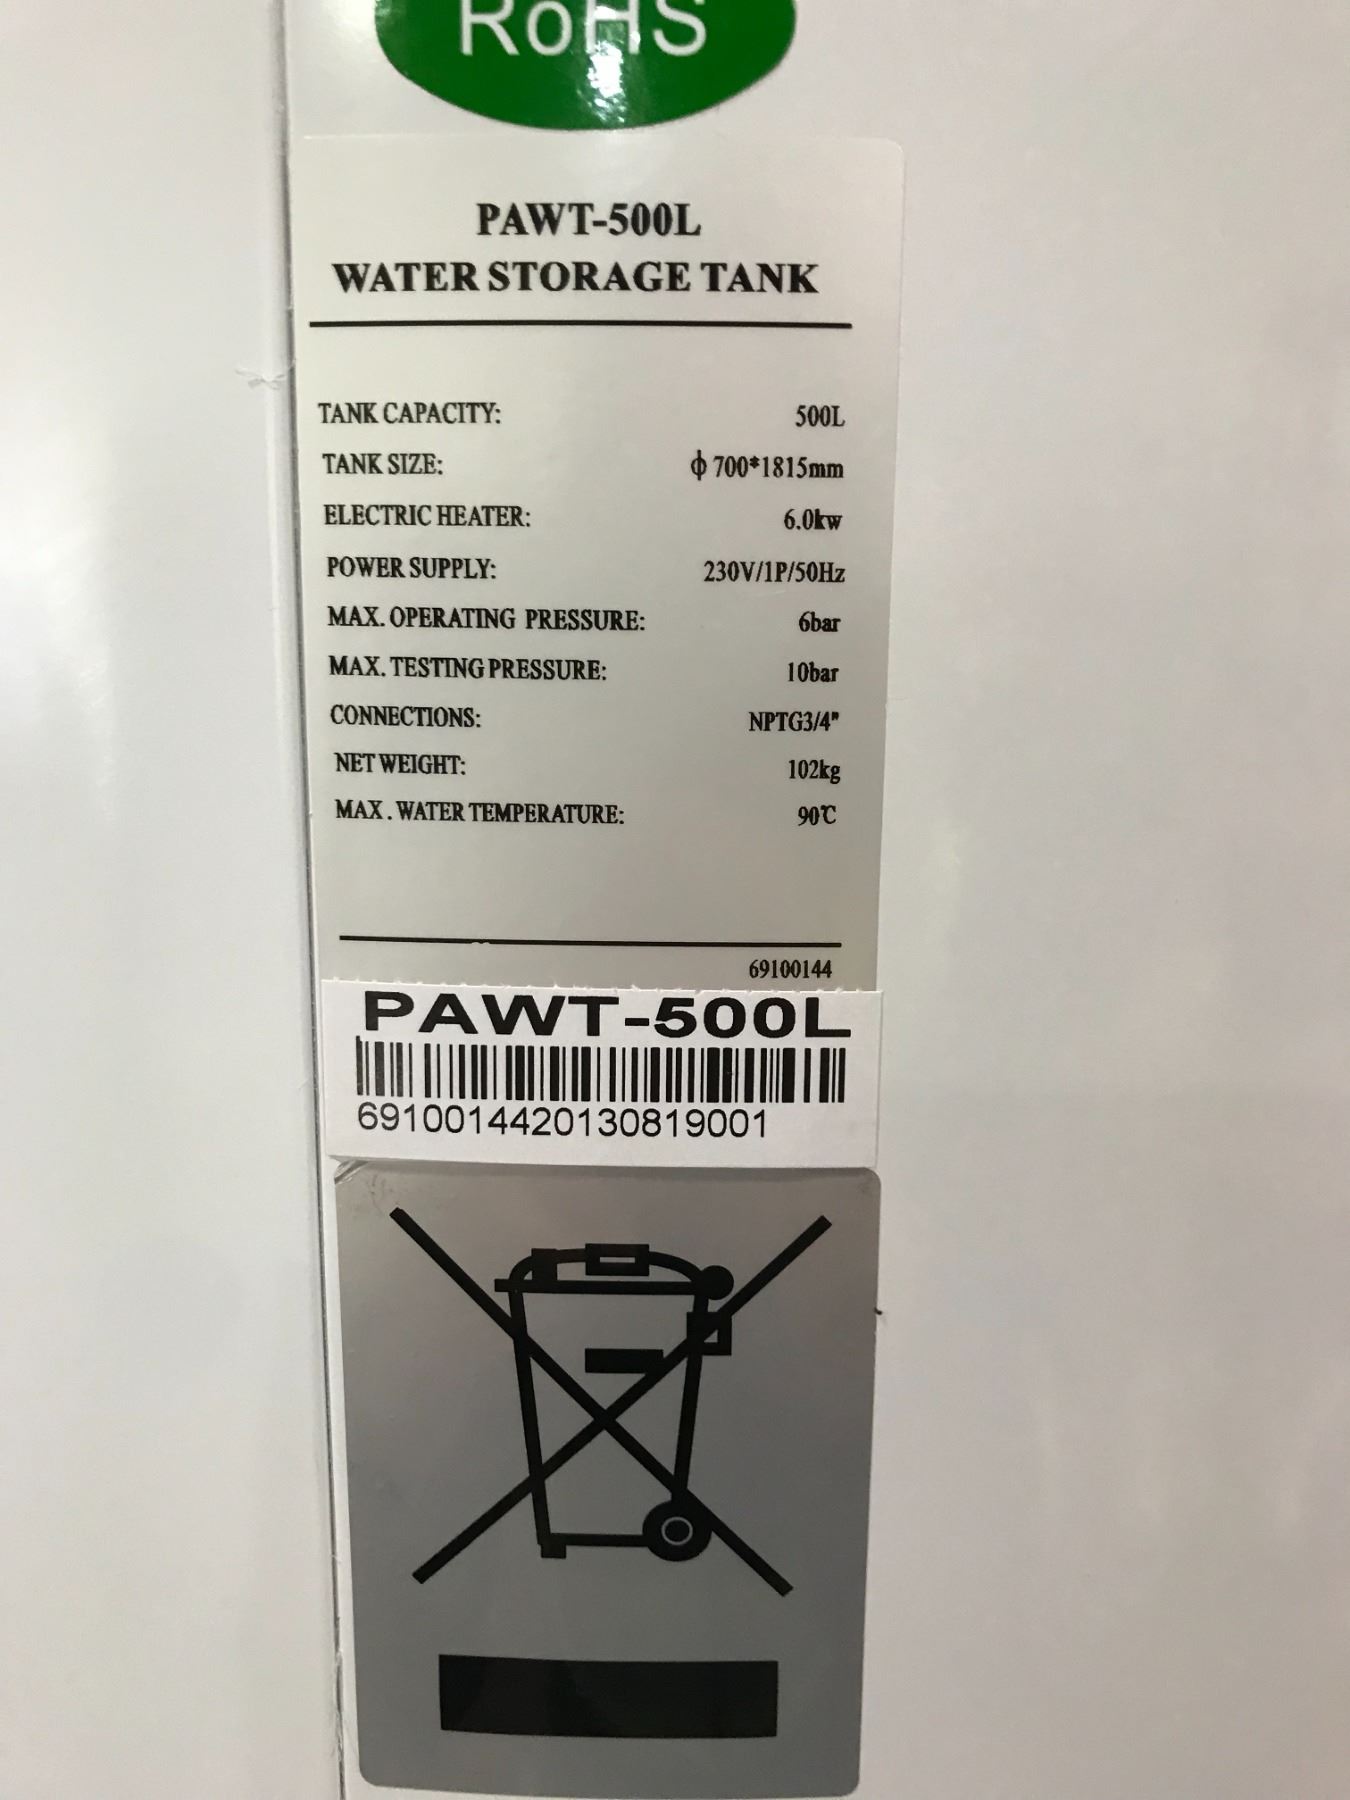 RoHS
PAWT-500L
WATER STORAGE TANK
TANK CAPACITY: 500L
TANK SIZE: ϕ 700*1815mm
ELECTRIC HEATER: 6.0kw
POWER SUPPLY: 230V/1P/50Hz
MAX. OPERATING PRESSURE: 6bar
MAX. TESTING PRESSURE: 10bar
CONNECTIONS: NPTG3/4"
NET WEIGHT: 102kg
MAX. WATER TEMPERATURE: 90℃
69100144
PAWT-500L
6910014420130819001